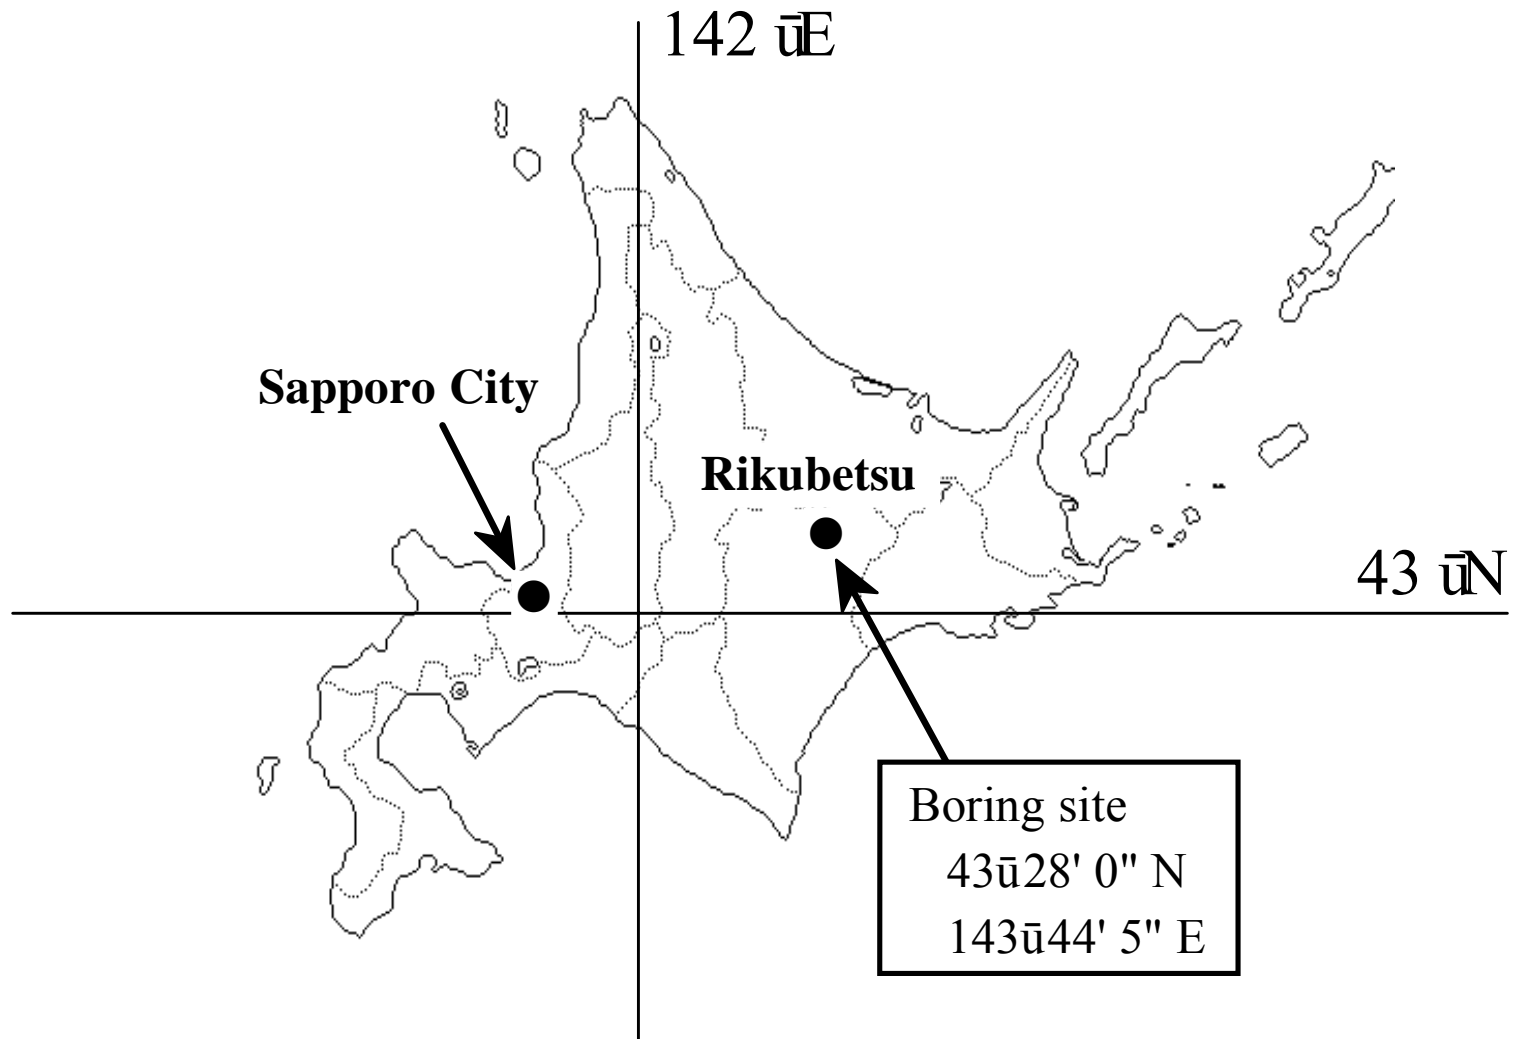 142 ūE
Sapporo City
Rikubetsu
43 ūN
Boring site
43ū28' 0" N
143ū44' 5" E